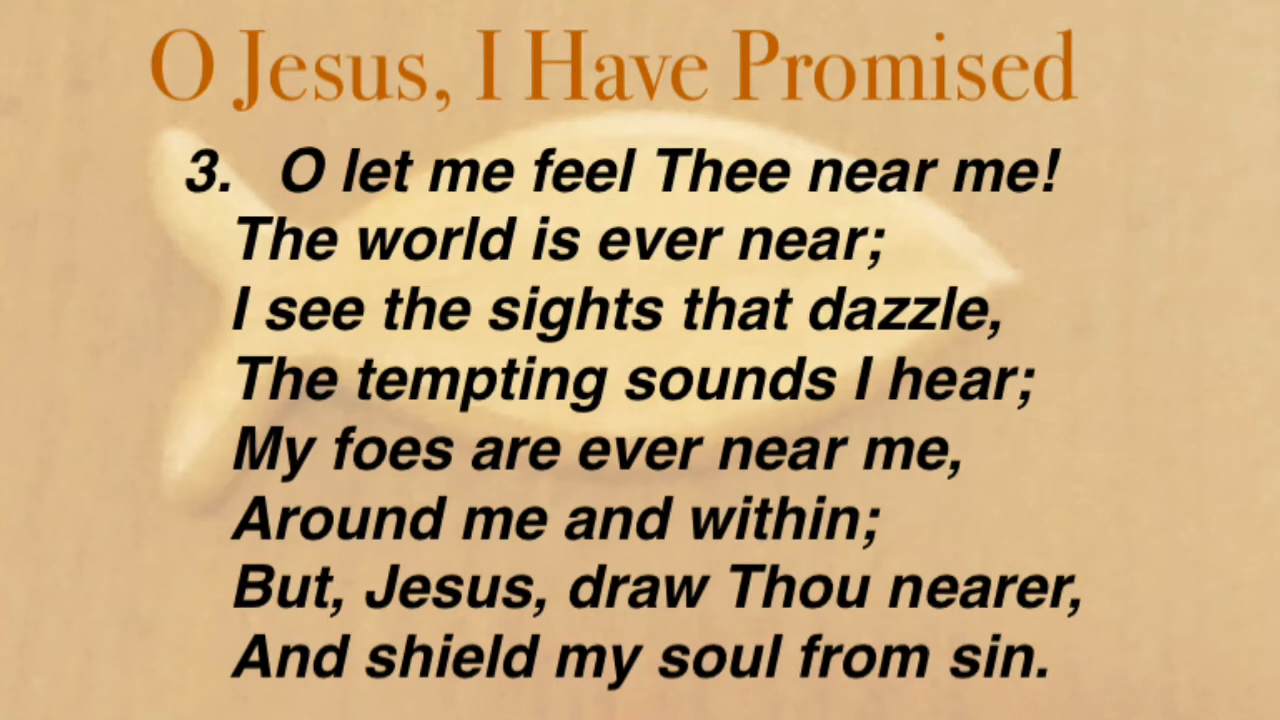 O Jesus, I Have Promised
3. O let me feel Thee near me!
The world is ever near;
I see the sights that dazzle,
The tempting sounds I hear;
My foes are ever near me,
Around me and within;
But, Jesus, draw Thou nearer,
And shield my soul from sin.